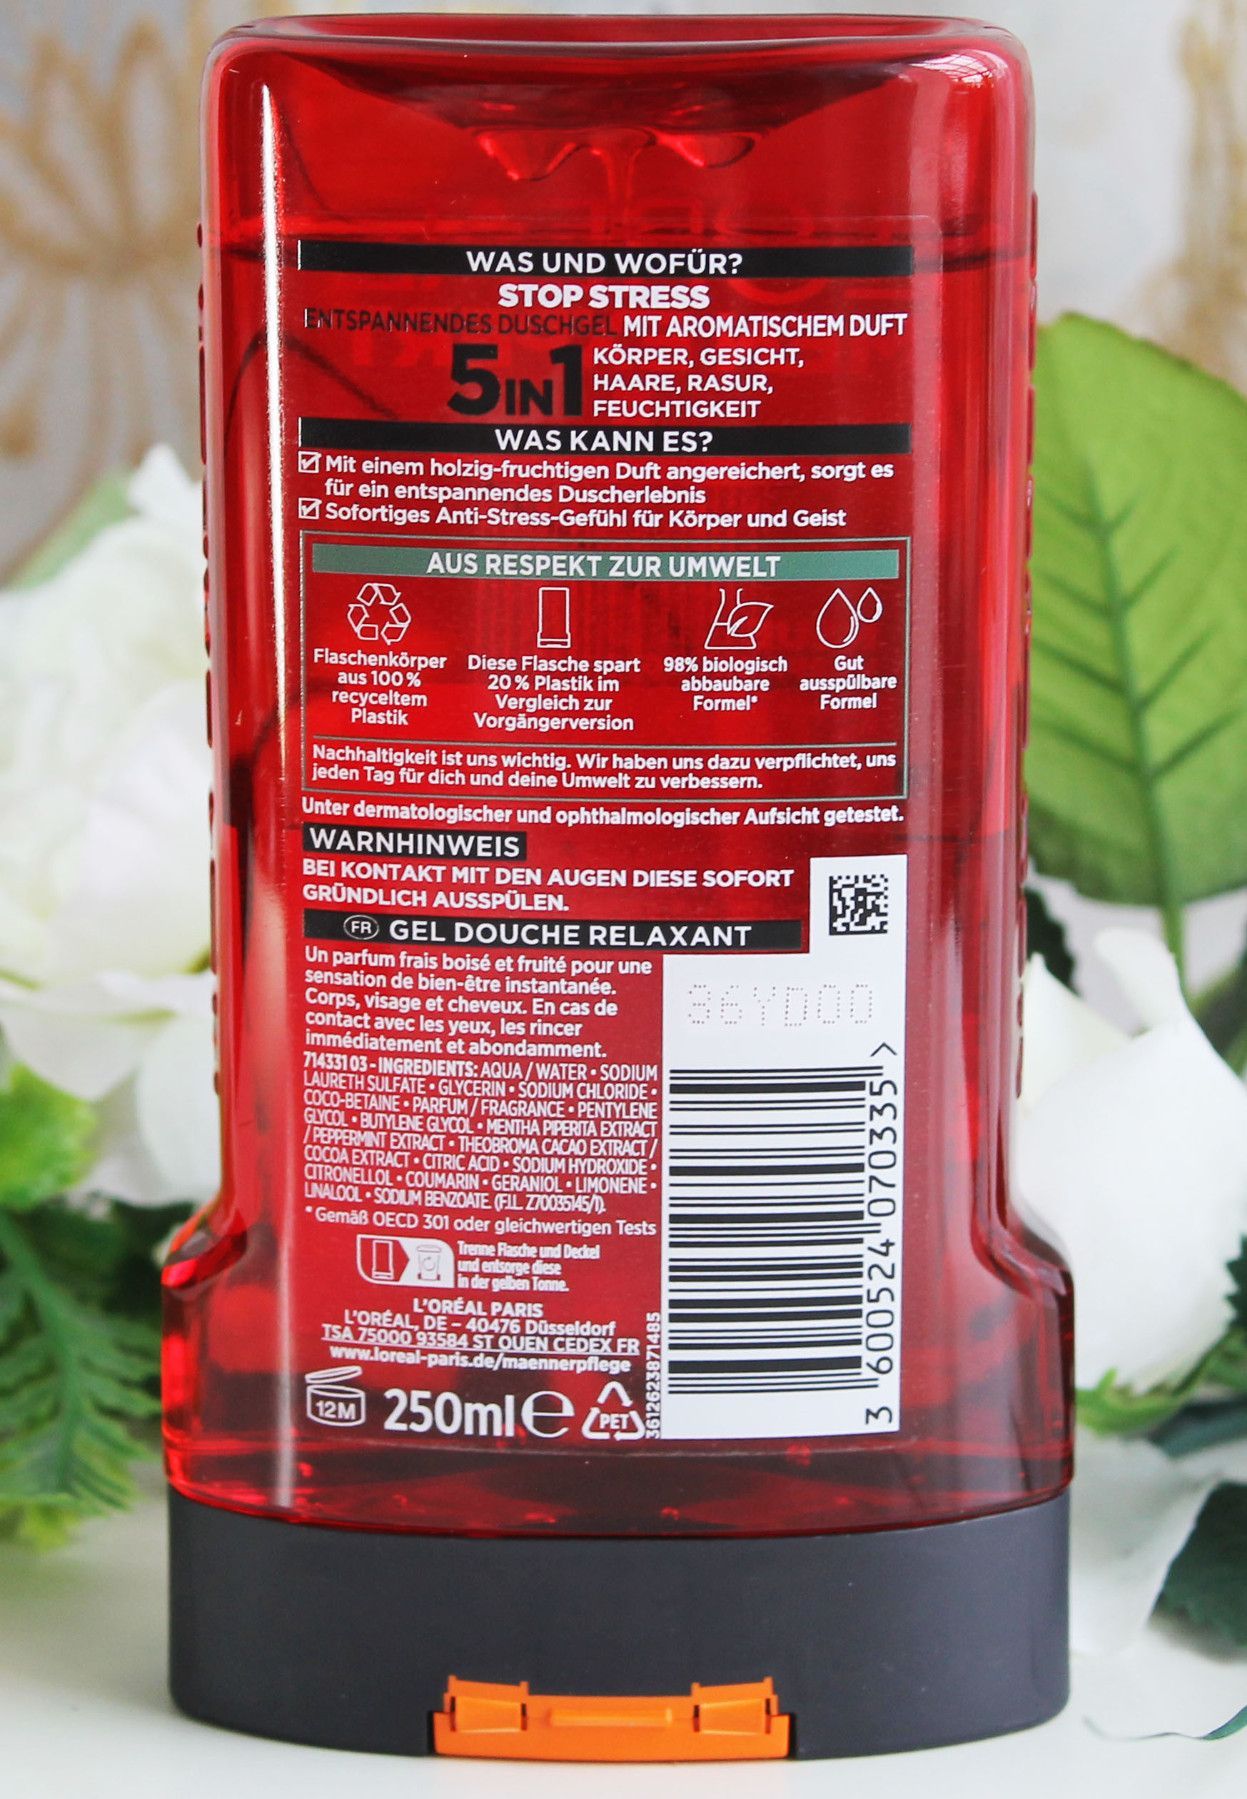 WAS UND WOFÜR?
STOP STRESS
ENTSPANNENDES DUSCHGEL MIT AROMATISCHEM DUFT
5IN1
KÖRPER, GESICHT,
HAARE, RASUR,
FEUCHTIGKEIT
WAS KANN ES?
Mit einem holzig-fruchtigen Duft angereichert, sorgt es
für ein entspannendes Duscherlebnis
Sofortiges Anti-Stress-Gefühl für Körper und Geist
AUS RESPEKT ZUR UMWELT
Flaschenkörper
aus 100%
recyceltem
Plastik
Diese Flasche spart
20% Plastik im
Vergleich zur
Vorgängerversion
98% biologisch
abbaubare
Formel*
Gut
ausspülbare
Formel
Nachhaltigkeit ist uns wichtig. Wir haben uns dazu verpflichtet, uns
jeden Tag für dich und deine Umwelt zu verbessern.
Unter dermatologischer und ophthalmologischer Aufsicht getestet.
WARNHINWEIS
BEI KONTAKT MIT DEN AUGEN DIESE SOFORT
GRÜNDLICH AUSSPÜLEN.
FR GEL DOUCHE RELAXANT
Un parfum frais boisé et fruité pour une
sensation de bien-être instantanée.
Corps, visage et cheveux. En cas de
contact avec les yeux, les rincer
immédiatement et abondamment.
71433103 - INGREDIENTS: AQUA / WATER • SODIUM
LAURETH SULFATE • GLYCERIN • SODIUM CHLORIDE •
COCO-BETAINE • PARFUM / FRAGRANCE • PENTYLENE
GLYCOL • BUTYLENE GLYCOL • MENTHA PIPERITA EXTRACT
/ PEPPERMINT EXTRACT • THEOBROMA CACAO EXTRACT /
COCOA EXTRACT • CITRIC ACID • SODIUM HYDROXIDE •
CITRONELLOL • COUMARIN • GERANIOL • LIMONENE •
LINALOOL • SODIUM BENZOATE. (F.I.L. Z70035145/1).
*Gemäß OECD 301 oder gleichwertigen Tests
Trenne Flasche und Deckel
und entsorge diese
in der gelben Tonne.
L'ORÉAL PARIS
L'ORÉAL, DE – 40476 Düsseldorf
TSA 75000 93584 ST OUEN CEDEX FR
www.loreal-paris.de/maennerpflege
12M
250ml e
PET
3612623871485
36YD00
3 600524 070335 >